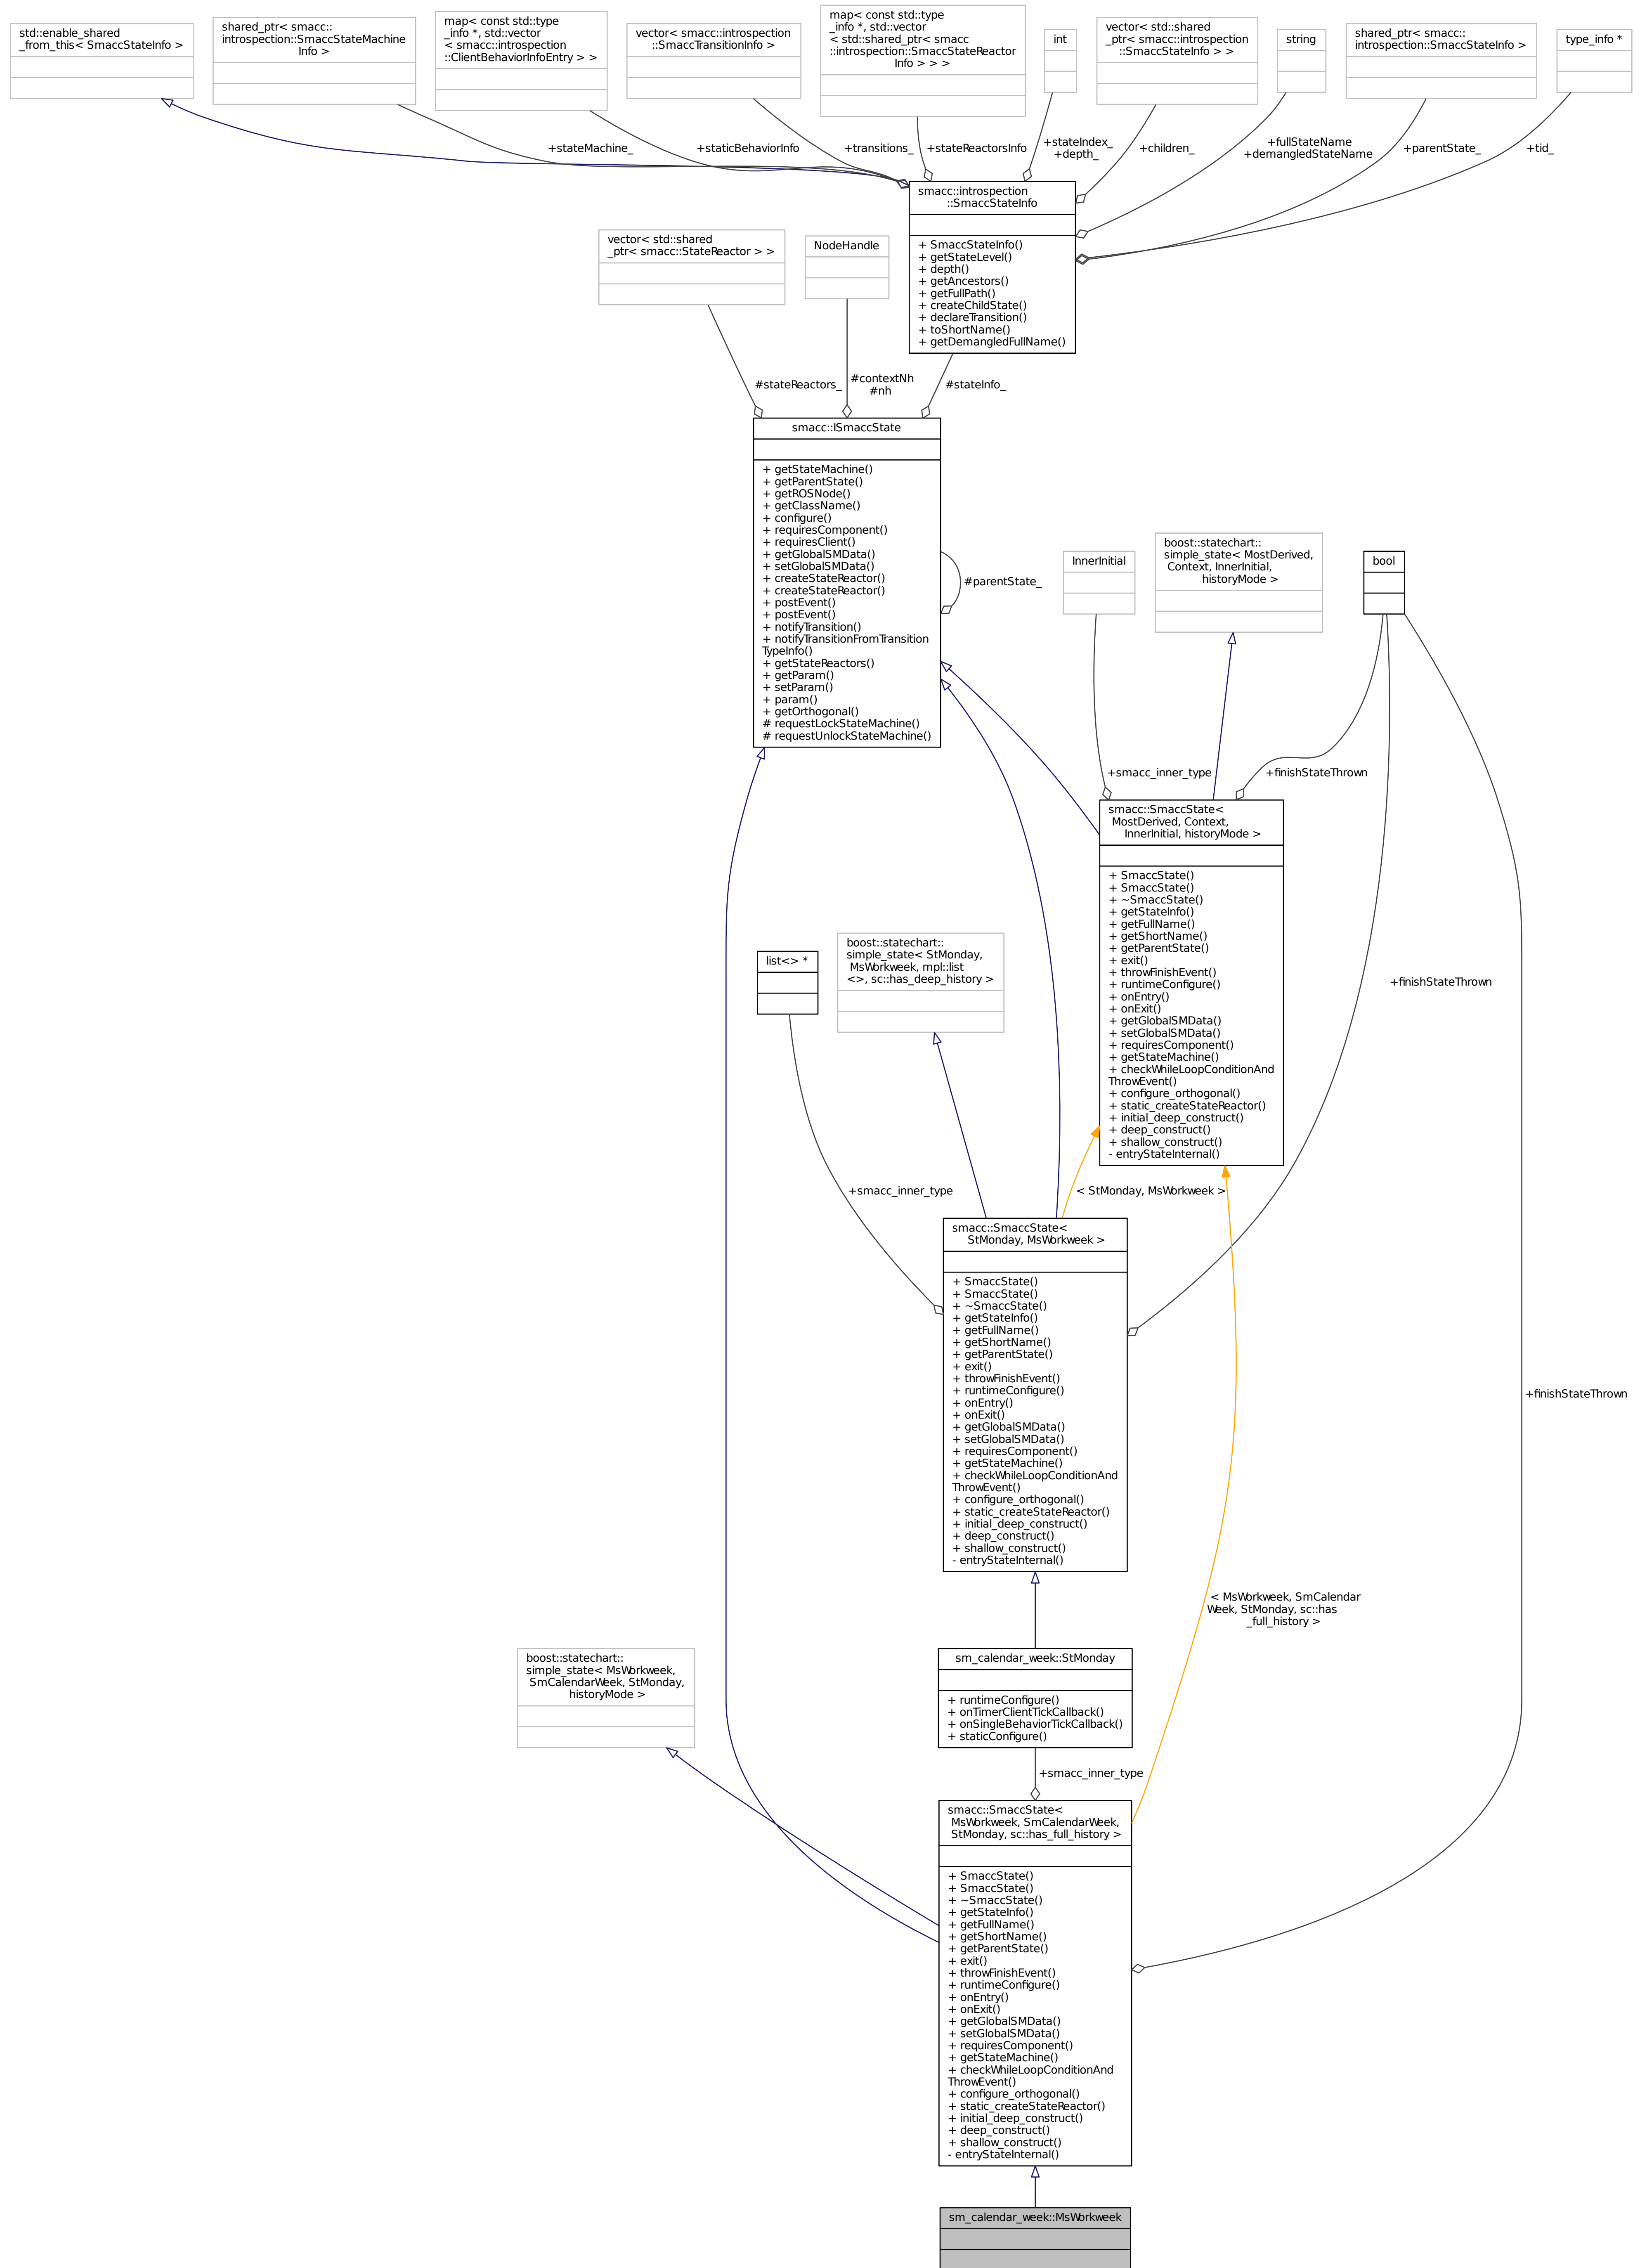 std::enable_shared
_from_this< SmaccStateInfo >
shared_ptr< smacc::
introspection::SmaccStateMachine
Info >
map< const std::type
_info *, std::vector
< smacc::introspection
::ClientBehaviorInfoEntry > >
vector< smacc::introspection
::SmaccTransitionInfo >
map< const std::type
_info *, std::vector
< std::shared_ptr< smacc
::introspection::SmaccStateReactor
Info > > >
int
vector< std::shared
_ptr< smacc::introspection
::SmaccStateInfo > >
string
shared_ptr< smacc::
introspection::SmaccStateInfo >
type_info *
+stateMachine_
+staticBehaviorInfo
+transitions_
+stateReactorsInfo
+stateIndex_
+depth_
+children_
+fullStateName
+demangledStateName
+parentState_
+tid_
smacc::introspection
::SmaccStateInfo
+ SmaccStateInfo()
+ getStateLevel()
+ depth()
+ getAncestors()
+ getFullPath()
+ createChildState()
+ declareTransition()
+ toShortName()
+ getDemangledFullName()
vector< std::shared
_ptr< smacc::StateReactor > >
NodeHandle
#stateReactors_
#contextNh
#nh
#stateInfo_
smacc::ISmaccState
+ getStateMachine()
+ getParentState()
+ getROSNode()
+ getClassName()
+ configure()
+ requiresComponent()
+ requiresClient()
+ getGlobalSMData()
+ setGlobalSMData()
+ createStateReactor()
+ createStateReactor()
+ postEvent()
+ postEvent()
+ notifyTransition()
+ notifyTransitionFromTransition
TypeInfo()
+ getStateReactors()
+ getParam()
+ setParam()
+ param()
+ getOrthogonal()
# requestLockStateMachine()
# requestUnlockStateMachine()
#parentState_
InnerInitial
boost::statechart::
simple_state< MostDerived,
Context, InnerInitial,
historyMode >
bool
+smacc_inner_type
+finishStateThrown
smacc::SmaccState<
MostDerived, Context,
InnerInitial, historyMode >
+ SmaccState()
+ SmaccState()
+ ~SmaccState()
+ getStateInfo()
+ getFullName()
+ getShortName()
+ getParentState()
+ exit()
+ throwFinishEvent()
+ runtimeConfigure()
+ onEntry()
+ onExit()
+ getGlobalSMData()
+ setGlobalSMData()
+ requiresComponent()
+ getStateMachine()
+ checkWhileLoopConditionAnd
ThrowEvent()
+ configure_orthogonal()
+ static_createStateReactor()
+ initial_deep_construct()
+ deep_construct()
+ shallow_construct()
- entryStateInternal()
list<> *
boost::statechart::
simple_state< StMonday,
MsWorkweek, mpl::list
<>, sc::has_deep_history >
+finishStateThrown
+smacc_inner_type
< StMonday, MsWorkweek >
smacc::SmaccState<
StMonday, MsWorkweek >
+ SmaccState()
+ SmaccState()
+ ~SmaccState()
+ getStateInfo()
+ getFullName()
+ getShortName()
+ getParentState()
+ exit()
+ throwFinishEvent()
+ runtimeConfigure()
+ onEntry()
+ onExit()
+ getGlobalSMData()
+ setGlobalSMData()
+ requiresComponent()
+ getStateMachine()
+ checkWhileLoopConditionAnd
ThrowEvent()
+ configure_orthogonal()
+ static_createStateReactor()
+ initial_deep_construct()
+ deep_construct()
+ shallow_construct()
- entryStateInternal()
+finishStateThrown
< MsWorkweek, SmCalendar
Week, StMonday, sc::has
_full_history >
boost::statechart::
simple_state< MsWorkweek,
SmCalendarWeek, StMonday,
historyMode >
sm_calendar_week::StMonday
+ runtimeConfigure()
+ onTimerClientTickCallback()
+ onSingleBehaviorTickCallback()
+ staticConfigure()
+smacc_inner_type
smacc::SmaccState<
MsWorkweek, SmCalendarWeek,
StMonday, sc::has_full_history >
+ SmaccState()
+ SmaccState()
+ ~SmaccState()
+ getStateInfo()
+ getFullName()
+ getShortName()
+ getParentState()
+ exit()
+ throwFinishEvent()
+ runtimeConfigure()
+ onEntry()
+ onExit()
+ getGlobalSMData()
+ setGlobalSMData()
+ requiresComponent()
+ getStateMachine()
+ checkWhileLoopConditionAnd
ThrowEvent()
+ configure_orthogonal()
+ static_createStateReactor()
+ initial_deep_construct()
+ deep_construct()
+ shallow_construct()
- entryStateInternal()
sm_calendar_week::MsWorkweek